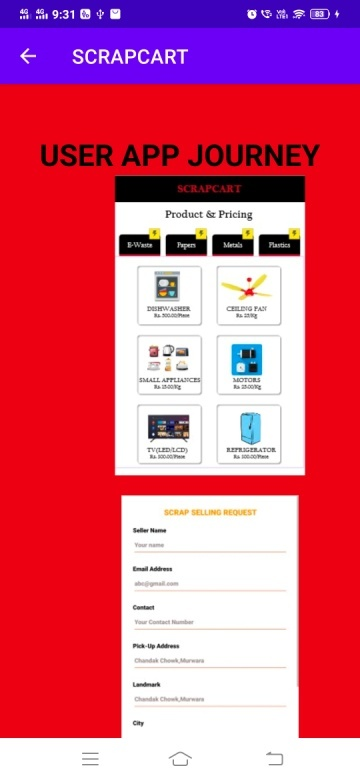 4G 4G 9:31 83
SCRAPCART
USER APP JOURNEY
SCRAPCART
Product & Pricing
E-Waste Papers Metals Plastics
DISHWASHER CEILING FAN
Rs. 300.00/Piece Rs. 25/Kg
SMALL APPLIANCES MOTORS
Rs. 15.00/Kg Rs. 25.00/Kg
TV(LED/LCD) REFRIGERATOR
Rs. 100.00/Piece Rs. 100.00/Piece
SCRAP SELLING REQUEST
Seller Name
Your name
Email Address
abc@gmail.com
Contact
Your Contact Number
Pick-Up Address
Chandak Chowk,Murwara
Landmark
Chandak Chowk,Murwara
City